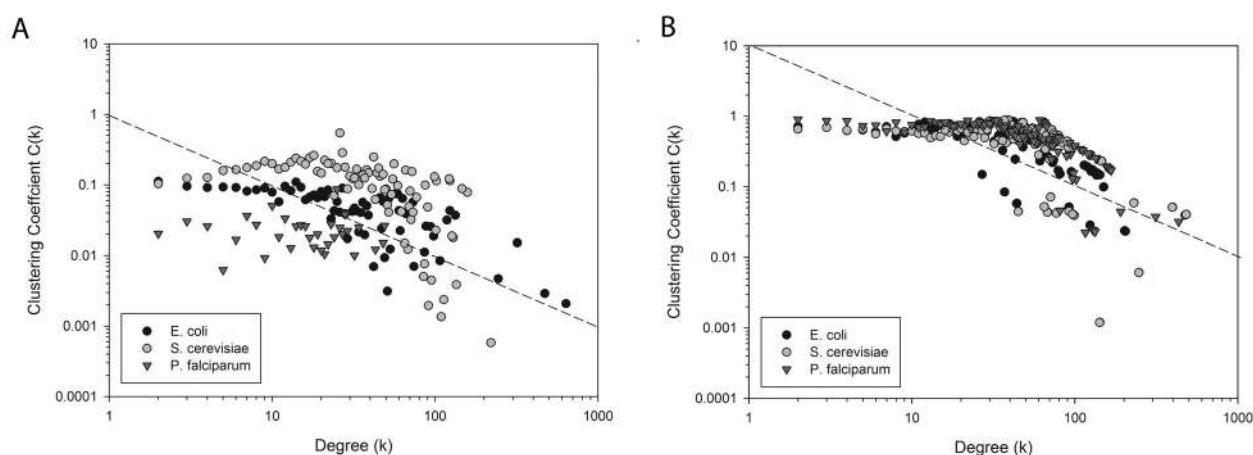 A
10
1
0.1
0.01
0.001
0.0001
Clustering Coefficient C(k)
E. coli
S. cerevisiae
P. falciparum
1
10
100
1000
Degree (k)
B
10
1
0.1
0.01
0.001
0.0001
Clustering Coefficient C(k)
E. coli
S. cerevisiae
P. falciparum
1
10
100
1000
Degree (k)